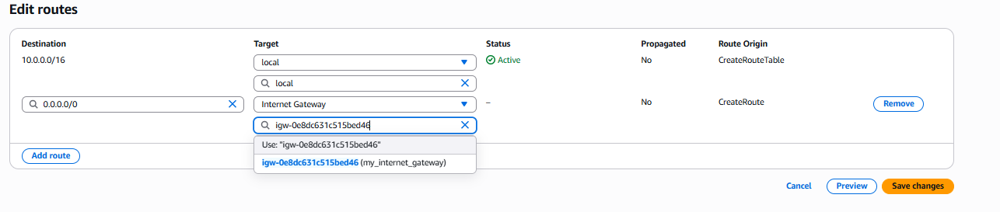 Edit routes
Destination Target Status Propagated Route Origin
10.0.0.0/16 local Active No CreateRouteTable
local
0.0.0.0/0 Internet Gateway – No CreateRoute Remove
igw-0e8dc631c515bed46
Use: "igw-0e8dc631c515bed46"
Add route
igw-0e8dc631c515bed46 (my_internet_gateway)
Cancel Preview Save changes